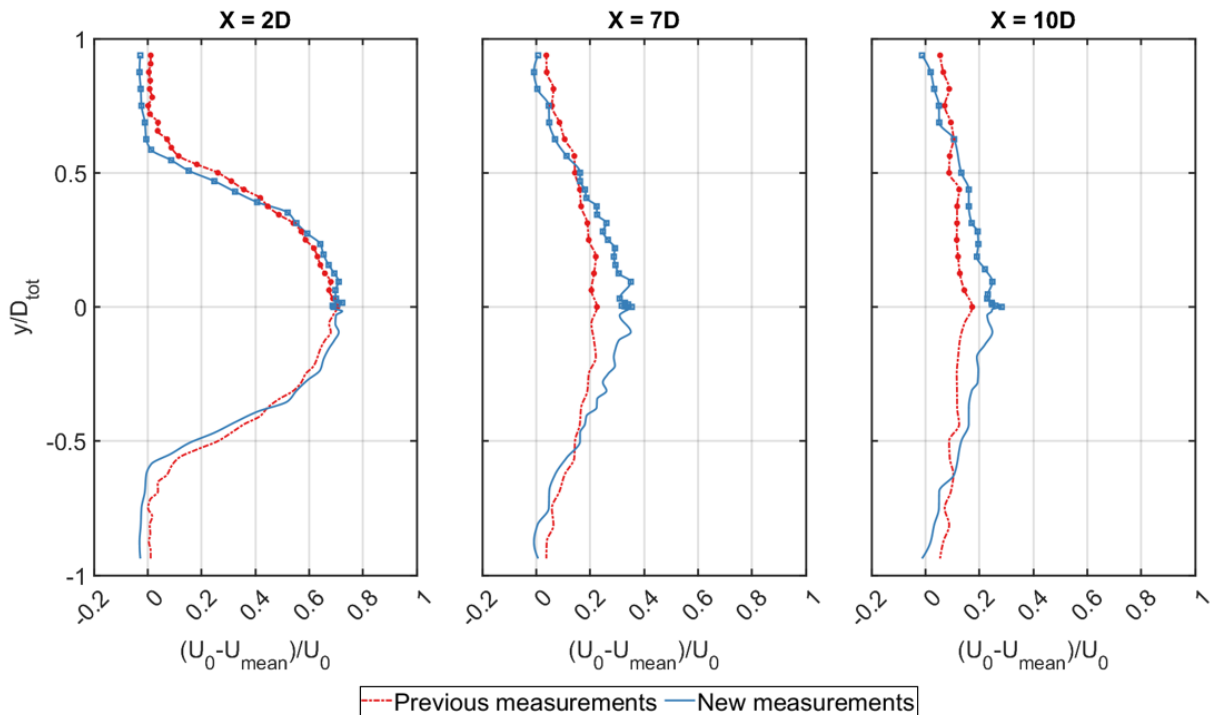 X = 2D
X = 7D
X = 10D
y/D_tot
1
0.5
0
-0.5
-1
-0.2 0 0.2 0.4 0.6 0.8 1
-0.2 0 0.2 0.4 0.6 0.8 1
-0.2 0 0.2 0.4 0.6 0.8 1
(U_0-U_mean)/U_0
(U_0-U_mean)/U_0
(U_0-U_mean)/U_0
Previous measurements New measurements